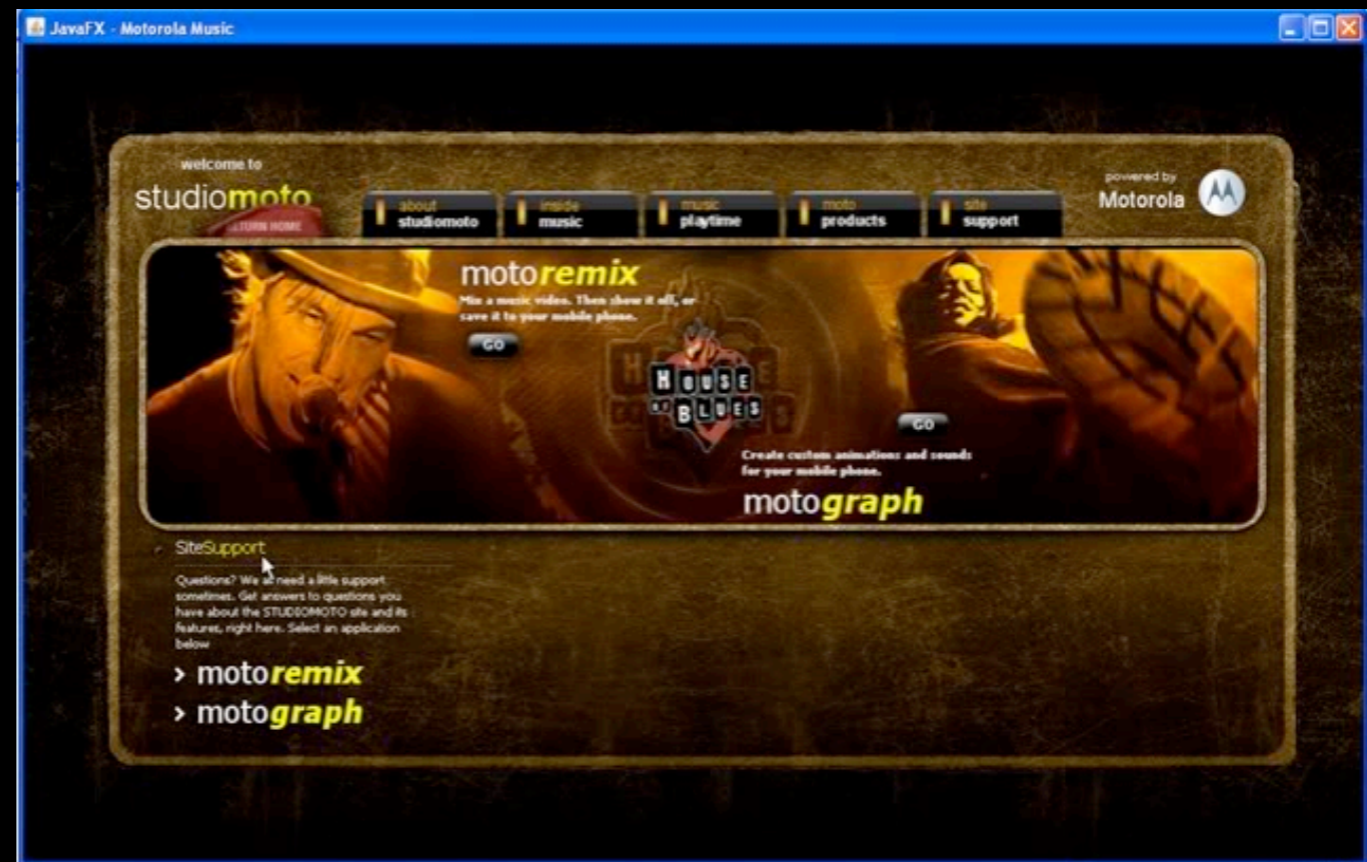 JavaFX - Motorola Music
welcome to
studiomoto
RETURN HOME
about
studiomoto
inside
music
music
playtime
moto
products
site
support
powered by
Motorola
motoremix
Mix a music video. Then show it off, or
save it to your mobile phone.
GO
HOUSE
OF BLUES
GO
Create custom animations and sounds
for your mobile phone.
motograph
SiteSupport
Questions? We all need a little support
sometimes. Get answers to questions you
have about the STUDIOMOTO site and its
features, right here. Select an application
below
> motoremix
> motograph